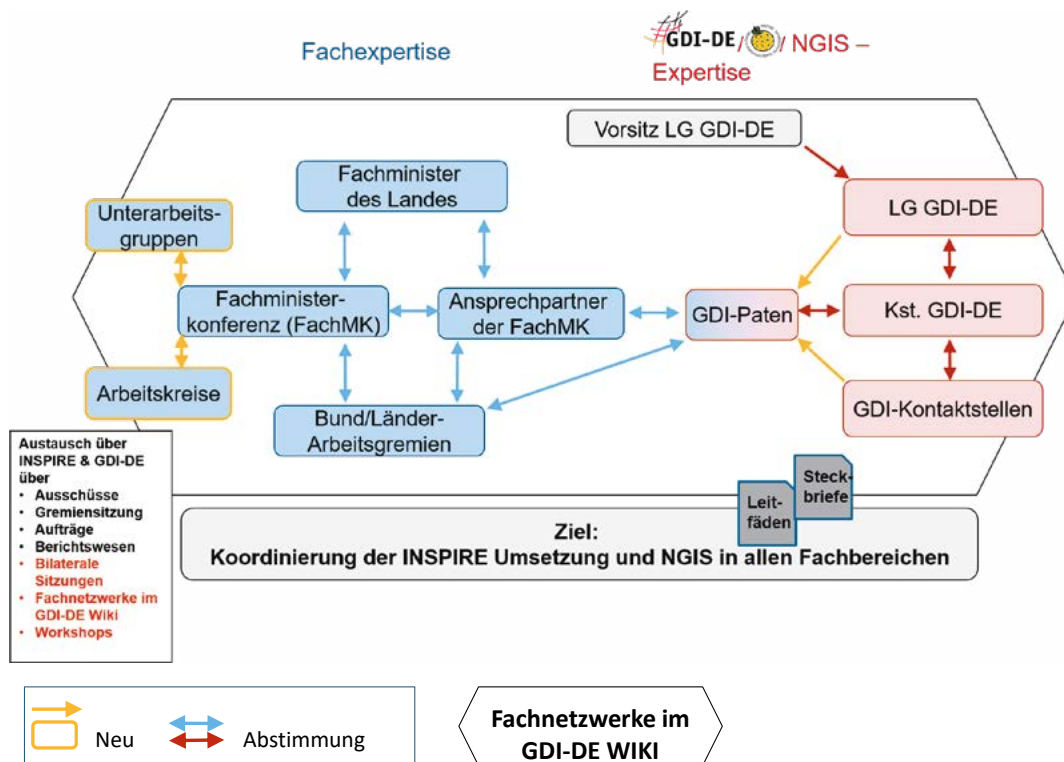 Fachexpertise
GDI-DE / / NGIS –
Expertise
Vorsitz LG GDI-DE
Fachminister
des Landes
LG GDI-DE
Unterarbeits-
gruppen
Fachminister-
konferenz (FachMK)
Ansprechpartner
der FachMK
GDI-Paten
Kst. GDI-DE
Arbeitskreise
Bund/Länder-
Arbeitsgremien
GDI-Kontaktstellen
Austausch über
INSPIRE & GDI-DE
über
• Ausschüsse
• Gremiensitzung
• Aufträge
• Berichtswesen
• Bilaterale
Sitzungen
• Fachnetzwerke im
GDI-DE Wiki
• Workshops
Leit-
fäden
Steck-
briefe
Ziel:
Koordinierung der INSPIRE Umsetzung und NGIS in allen Fachbereichen
Neu
Abstimmung
Fachnetzwerke im
GDI-DE WIKI